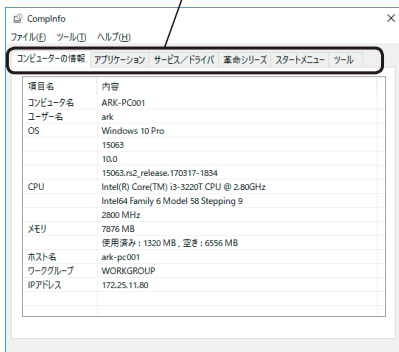 CompInfo
ファイル(F) ツール(T) ヘルプ(H)
コンピューターの情報 アプリケーション サービス／ドライバ 革命シリーズ スタートメニュー ツール
項目名 内容
コンピュータ名 ARK-PC001
ユーザー名 ark
OS Windows 10 Pro
15063
10.0
15063.rs2_release.170317-1834
CPU Intel(R) Core(TM) i3-3220T CPU @ 2.80GHz
Intel64 Family 6 Model 58 Stepping 9
2800 MHz
メモリ 7876 MB
使用済み : 1320 MB , 空き : 6556 MB
ホスト名 ark-pc001
ワークグループ WORKGROUP
IPアドレス 172.25.11.80